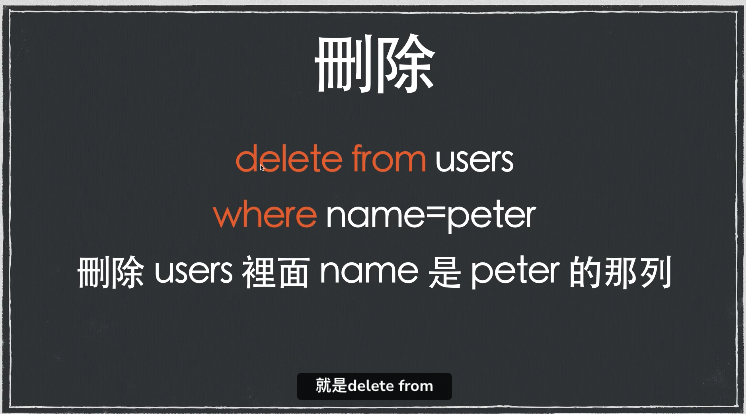 刪除
delete from users
where name=peter
刪除 users 裡面 name 是 peter 的那列
就是delete from